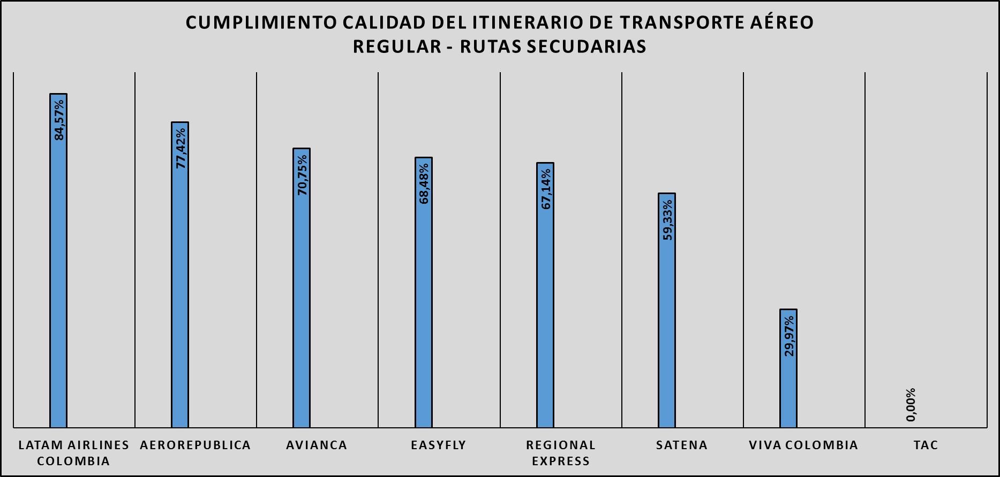 CUMPLIMIENTO CALIDAD DEL ITINERARIO DE TRANSPORTE AÉREO
REGULAR - RUTAS SECUDARIAS
84,57%
77,42%
70,75%
68,48%
67,14%
59,33%
29,97%
0,00%
LATAM AIRLINES
COLOMBIA
AEROREPUBLICA
AVIANCA
EASYFLY
REGIONAL
EXPRESS
SATENA
VIVA COLOMBIA
TAC